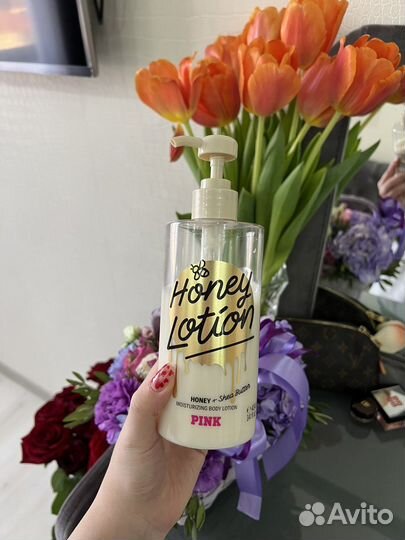 Honey
Lotion
HONEY + Shea Butter
MOISTURIZING BODY LOTION
PINK
Avito